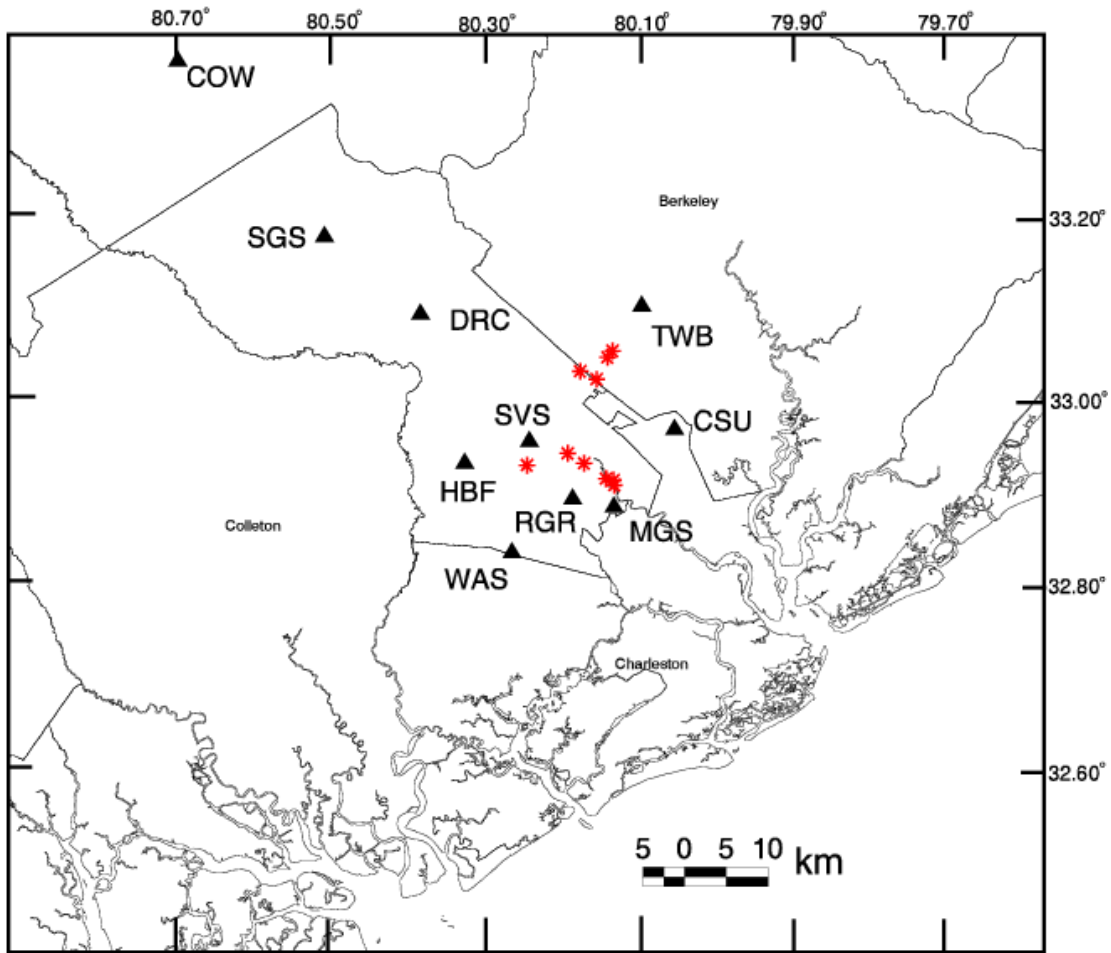 80.70° 80.50° 80.30° 80.10° 79.90° 79.70°
COW
33.20°
Berkeley
SGS
DRC
TWB
33.00°
SVS
CSU
HBF
RGR
MGS
Colleton
WAS
32.80°
Charleston
32.60°
5 0 5 10 km